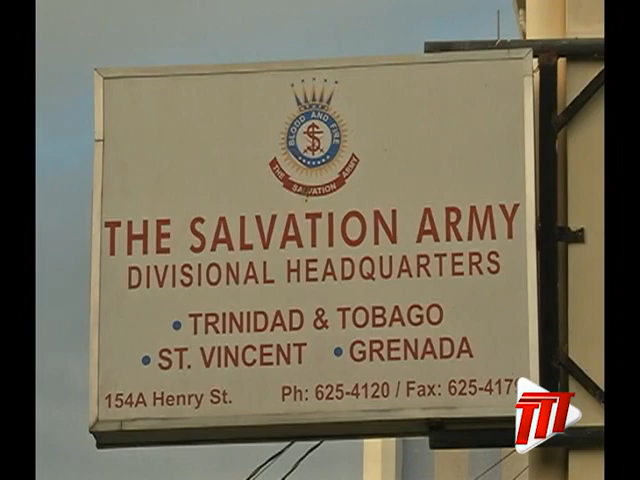 BLOOD AND FIRE
S
THE SALVATION ARMY
THE SALVATION ARMY
DIVISIONAL HEADQUARTERS
• TRINIDAD & TOBAGO
• ST. VINCENT • GRENADA
154A Henry St. Ph: 625-4120 / Fax: 625-417
TTT